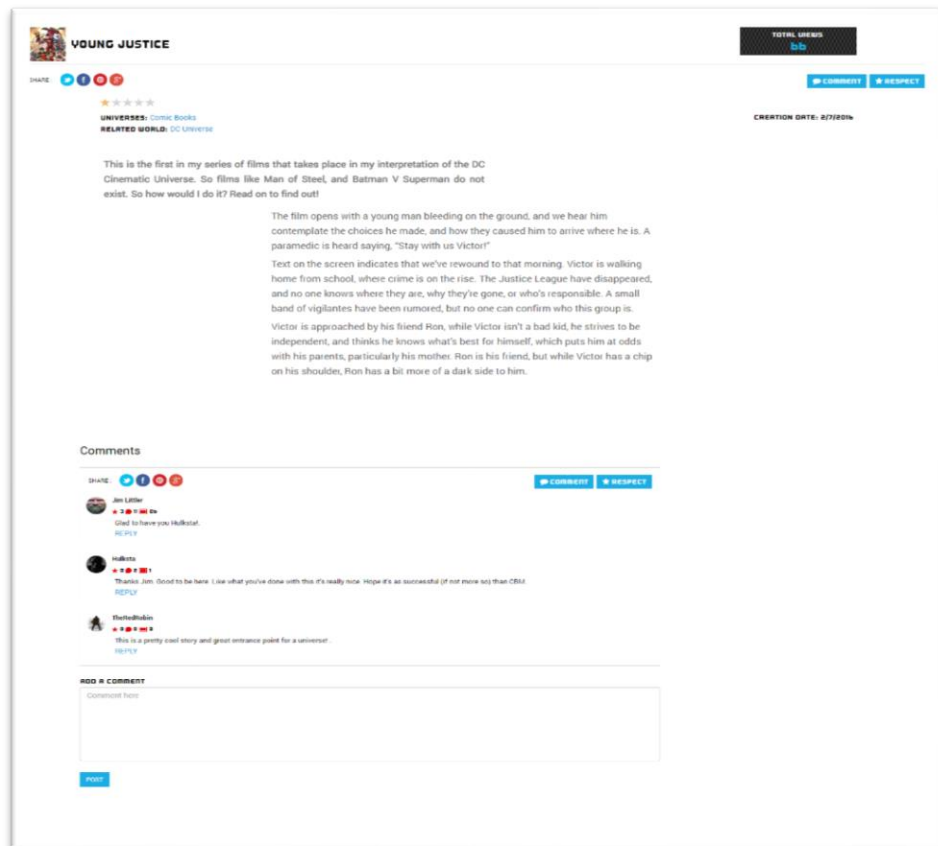 YOUNG JUSTICE
TOTAL VIEWS
66
SHARE:
COMMENT
RESPECT
UNIVERSES: Comic Books
CREATION DATE: 2/7/2016
RELATED WORLD: DC Universe
This is the first in my series of films that takes place in my interpretation of the DC
Cinematic Universe. So films like Man of Steel, and Batman V Superman do not
exist. So how would I do it? Read on to find out!
The film opens with a young man bleeding on the ground, and we hear him
contemplate the choices he made, and how they caused him to arrive where he is. A
paramedic is heard saying, "Stay with us Victor!"
Text on the screen indicates that we've rewound to that morning. Victor is walking
home from school, where crime is on the rise. The Justice League have disappeared,
and no one knows where they are, why they're gone, or who's responsible. A small
band of vigilantes have been rumored, but no one can confirm who this group is.
Victor is approached by his friend Ron, while Victor isn't a bad kid, he strives to be
independent, and thinks he knows what's best for himself, which puts him at odds
with his parents, particularly his mother. Ron is his friend, but while Victor has a chip
on his shoulder, Ron has a bit more of a dark side to him.
Comments
SHARE:
COMMENT
RESPECT
Jim Littler
Glad to have you Hulksta!.
REPLY
Hulksta
Thanks Jim. Good to be here. Like what you've done with this it's really nice. Hope it's as successful (if not more so) than CBM.
REPLY
TheRedRobin
This is a pretty cool story and great entrance point for a universe! .
REPLY
ADD A COMMENT
Comment here
POST